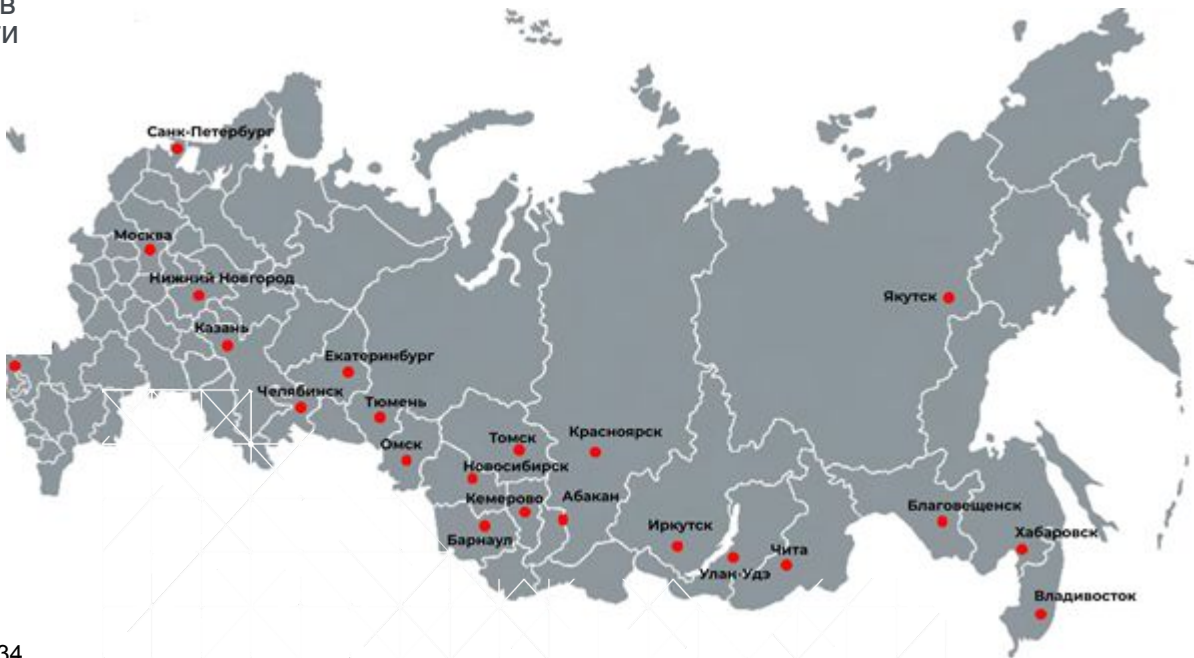 в
ти
Санк-Петербург
Москва
Нижний Новгород
Казань
Екатеринбург
Челябинск
Тюмень
Омск
Томск
Красноярск
Новосибирск
Кемерово
Абакан
Барнаул
Иркутск
Улан-Удэ
Чита
Якутск
Благовещенск
Хабаровск
Владивосток
34